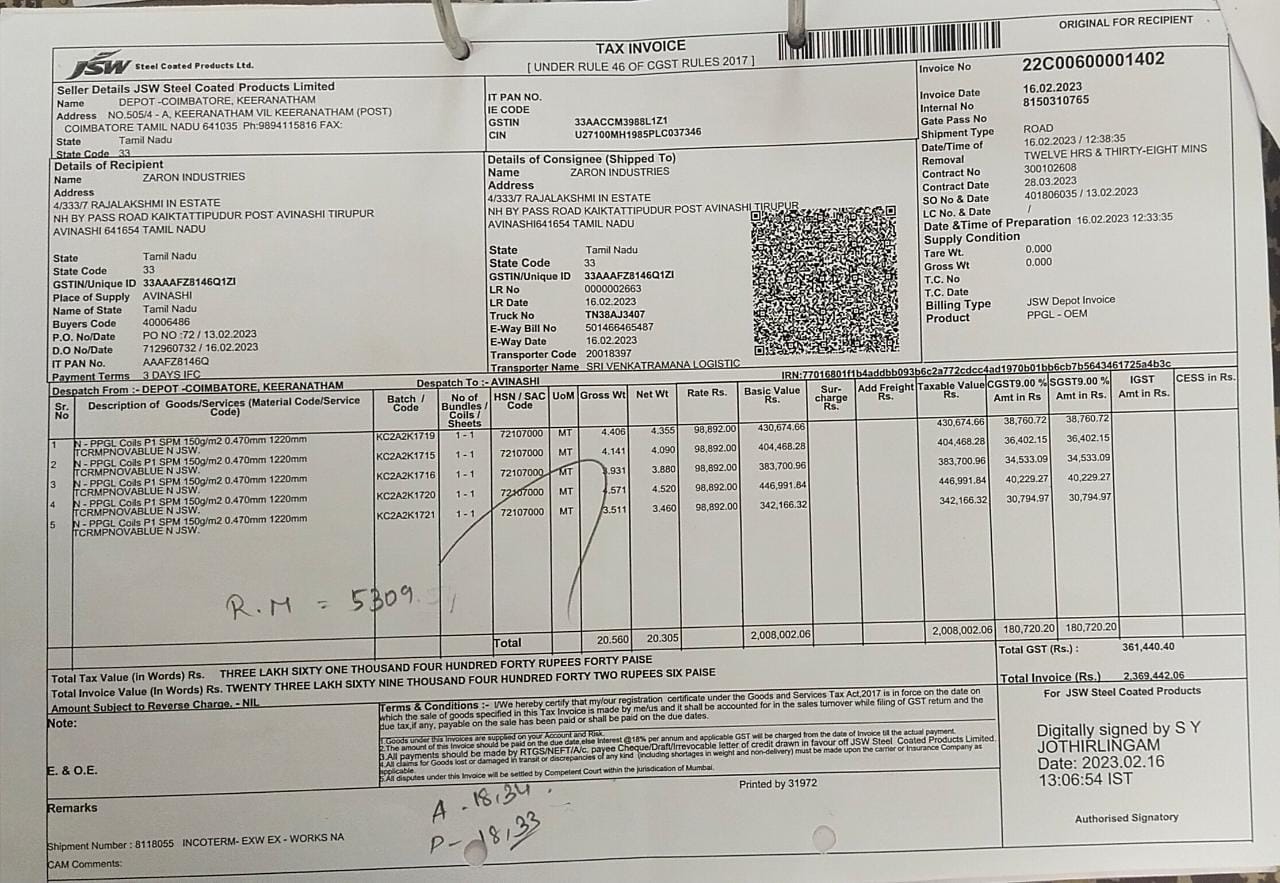 ORIGINAL FOR RECIPIENT
JSW Steel Coated Products Ltd.
TAX INVOICE
[ UNDER RULE 46 OF CGST RULES 2017 ]
Seller Details JSW Steel Coated Products Limited
Name DEPOT -COIMBATORE, KEERANATHAM
Address NO.505/4 - A, KEERANATHAM VIL KEERANATHAM (POST)
COIMBATORE TAMIL NADU 641035 Ph:9894115816 FAX:
State Tamil Nadu
State Code 33
IT PAN NO.
IE CODE
GSTIN 33AACCM3988L1Z1
CIN U27100MH1985PLC037346
Invoice No 22C00600001402
Invoice Date 16.02.2023
Internal No 8150310765
Gate Pass No
Shipment Type ROAD
Date/Time of 16.02.2023 / 12:38:35
Removal TWELVE HRS & THIRTY-EIGHT MINS
Contract No 300102608
Contract Date 28.03.2023
SO No & Date 401806035 / 13.02.2023
LC No. & Date /
Date &Time of Preparation 16.02.2023 12:33:35
Supply Condition
Tare Wt. 0.000
Gross Wt 0.000
T.C. No
T.C. Date
Billing Type JSW Depot Invoice
Product PPGL - OEM
Details of Recipient
Name ZARON INDUSTRIES
Address
4/333/7 RAJALAKSHMI IN ESTATE
NH BY PASS ROAD KAIKTATTIPUDUR POST AVINASHI TIRUPUR
AVINASHI 641654 TAMIL NADU
State Tamil Nadu
State Code 33
GSTIN/Unique ID 33AAAFZ8146Q1ZI
Place of Supply AVINASHI
Name of State Tamil Nadu
Buyers Code 40006486
P.O. No/Date PO NO :72 / 13.02.2023
D.O No/Date 712960732 / 16.02.2023
IT PAN No. AAAFZ8146Q
Payment Terms 3 DAYS IFC
Details of Consignee (Shipped To)
Name ZARON INDUSTRIES
Address
4/333/7 RAJALAKSHMI IN ESTATE
NH BY PASS ROAD KAIKTATTIPUDUR POST AVINASHI TIRUPUR
AVINASHI641654 TAMIL NADU
State Tamil Nadu
State Code 33
GSTIN/Unique ID 33AAAFZ8146Q1ZI
LR No 0000002663
LR Date 16.02.2023
Truck No TN38AJ3407
E-Way Bill No 501466465487
E-Way Date 16.02.2023
Transporter Code 20018397
Transporter Name SRI VENKATRAMANA LOGISTIC
IRN:77016801f1b4addbb093b6c2a772cdcc4ad1970b01bb6cb7b5643461725a4b3c
Despatch From :- DEPOT -COIMBATORE, KEERANATHAM Despatch To :- AVINASHI
Sr. No Description of Goods/Services (Material Code/Service Code) Batch / Code No of Bundles / Coils / Sheets HSN / SAC Code UoM Gross Wt Net Wt Rate Rs. Basic Value Rs. Sur-charge Rs. Add Freight Rs. Taxable Value Rs. CGST9.00 % Amt in Rs SGST9.00 % Amt in Rs. IGST Amt in Rs. CESS in Rs.
1 N - PPGL Coils P1 SPM 150g/m2 0.470mm 1220mm KC2A2K1719 1 - 1 72107000 MT 4.406 4.355 98,892.00 430,674.66 430,674.66 38,760.72 38,760.72
TCRMPNOVABLUE N JSW.
2 N - PPGL Coils P1 SPM 150g/m2 0.470mm 1220mm KC2A2K1715 1 - 1 72107000 MT 4.141 4.090 98,892.00 404,468.28 404,468.28 36,402.15 36,402.15
TCRMPNOVABLUE N JSW.
3 N - PPGL Coils P1 SPM 150g/m2 0.470mm 1220mm KC2A2K1716 1 - 1 72107000 MT 3.931 3.880 98,892.00 383,700.96 383,700.96 34,533.09 34,533.09
TCRMPNOVABLUE N JSW.
4 N - PPGL Coils P1 SPM 150g/m2 0.470mm 1220mm KC2A2K1720 1 - 1 72107000 MT 4.571 4.520 98,892.00 446,991.84 446,991.84 40,229.27 40,229.27
TCRMPNOVABLUE N JSW.
5 N - PPGL Coils P1 SPM 150g/m2 0.470mm 1220mm KC2A2K1721 1 - 1 72107000 MT 3.511 3.460 98,892.00 342,166.32 342,166.32 30,794.97 30,794.97
TCRMPNOVABLUE N JSW.
R.M = 5309.
Total 20.560 20.305 2,008,002.06 2,008,002.06 180,720.20 180,720.20
Total Tax Value (in Words) Rs. THREE LAKH SIXTY ONE THOUSAND FOUR HUNDRED FORTY RUPEES FORTY PAISE
Total GST (Rs.) : 361,440.40
Total Invoice Value (In Words) Rs. TWENTY THREE LAKH SIXTY NINE THOUSAND FOUR HUNDRED FORTY TWO RUPEES SIX PAISE
Total Invoice (Rs.) 2,369,442.06
Amount Subject to Reverse Charge. - NIL
Note:
E. & O.E.
Terms & Conditions :- I/We hereby certify that my/our registration certificate under the Goods and Services Tax Act,2017 is in force on the date on
which the sale of goods specified in this Tax Invoice is made by me/us and it shall be accounted for in the sales turnover while filing of GST return and the
due tax,if any, payable on the sale has been paid or shall be paid on the due dates.
1.Goods under this Invoices are supplied on your Account and Risk.
2.The amount of this Invoice should be paid on the due date,else Interest @18% per annum and applicable GST will be charged from the date of Invoice till the actual payment.
3.All payments should be made by RTGS/NEFT/A/c. payee Cheque/Draft/Irrevocable letter of credit drawn in favour off JSW Steel Coated Products Limited.
4.All claims for Goods lost or damaged in transit or discrepancies of any kind (including shortages in weight and non-delivery) must be made upon the carrier or Insurance Company as
applicable.
5.All disputes under this Invoice will be settled by Competent Court within the jurisdication of Mumbai.
For JSW Steel Coated Products
Digitally signed by S Y
JOTHIRLINGAM
Date: 2023.02.16
13:06:54 IST
Authorised Signatory
Printed by 31972
Remarks
A - 18,34.
P - 18,33
Shipment Number : 8118055 INCOTERM- EXW EX - WORKS NA
CAM Comments: